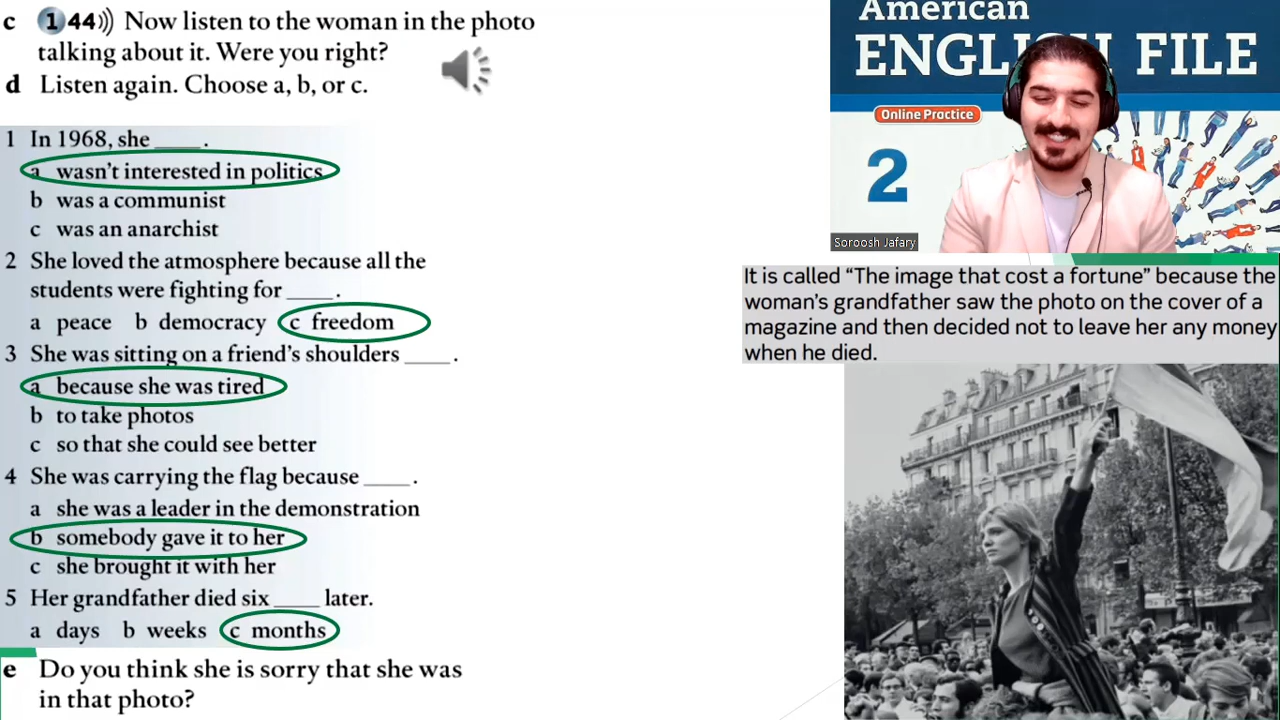 c 1 44))) Now listen to the woman in the photo
talking about it. Were you right?
d Listen again. Choose a, b, or c.
1 In 1968, she ____.
a wasn't interested in politics
b was a communist
c was an anarchist
2 She loved the atmosphere because all the
students were fighting for ____.
a peace b democracy c freedom
3 She was sitting on a friend's shoulders ____.
a because she was tired
b to take photos
c so that she could see better
4 She was carrying the flag because ____.
a she was a leader in the demonstration
b somebody gave it to her
c she brought it with her
5 Her grandfather died six ____ later.
a days b weeks c months
e Do you think she is sorry that she was
in that photo?
American
ENGLISH FILE
Online Practice
2
Soroosh Jafary
It is called “The image that cost a fortune” because the
woman's grandfather saw the photo on the cover of a
magazine and then decided not to leave her any money
when he died.